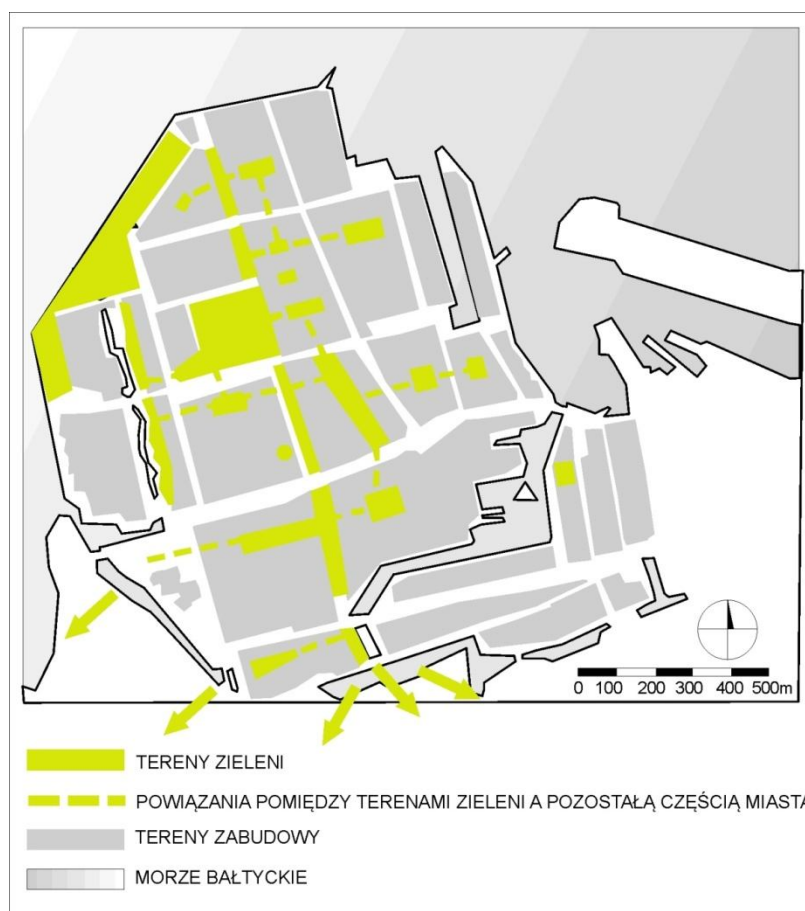 0 100 200 300 400 500m
TERENY ZIELENI
POWIĄZANIA POMIĘDZY TERENAMI ZIELENI A POZOSTAŁĄ CZĘŚCIĄ MIASTA
TERENY ZABUDOWY
MORZE BAŁTYCKIE